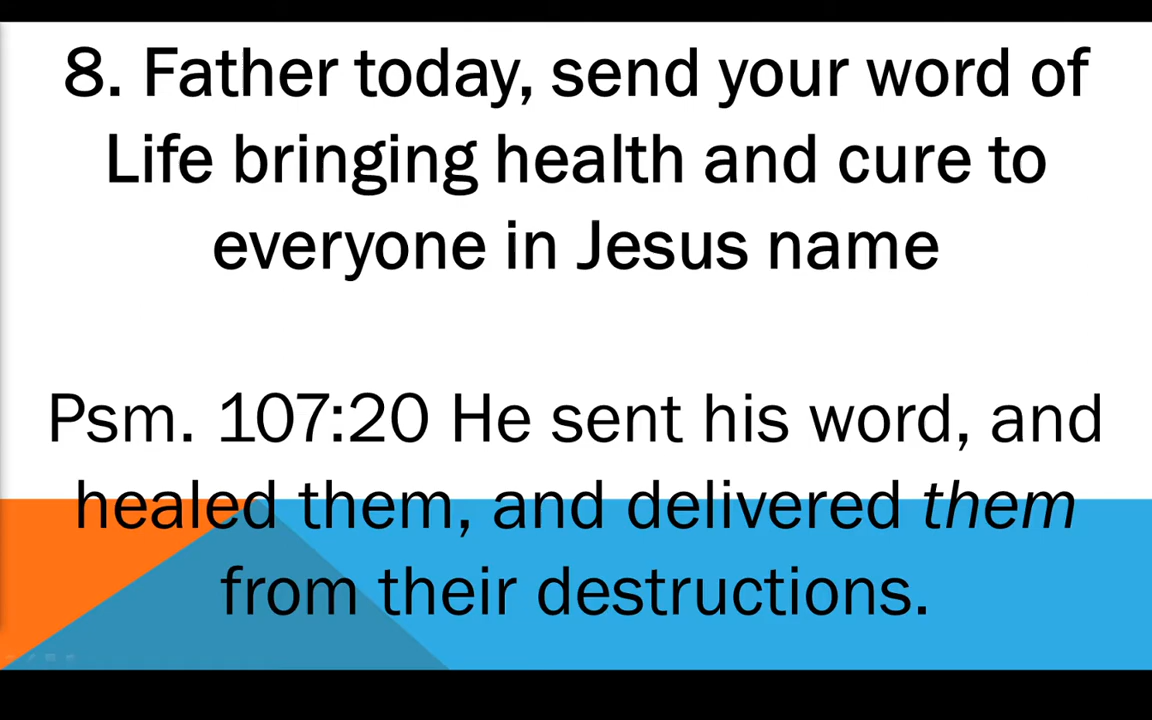 8. Father today, send your word of
Life bringing health and cure to
everyone in Jesus name
Psm. 107:20 He sent his word, and
healed them, and delivered them
from their destructions.